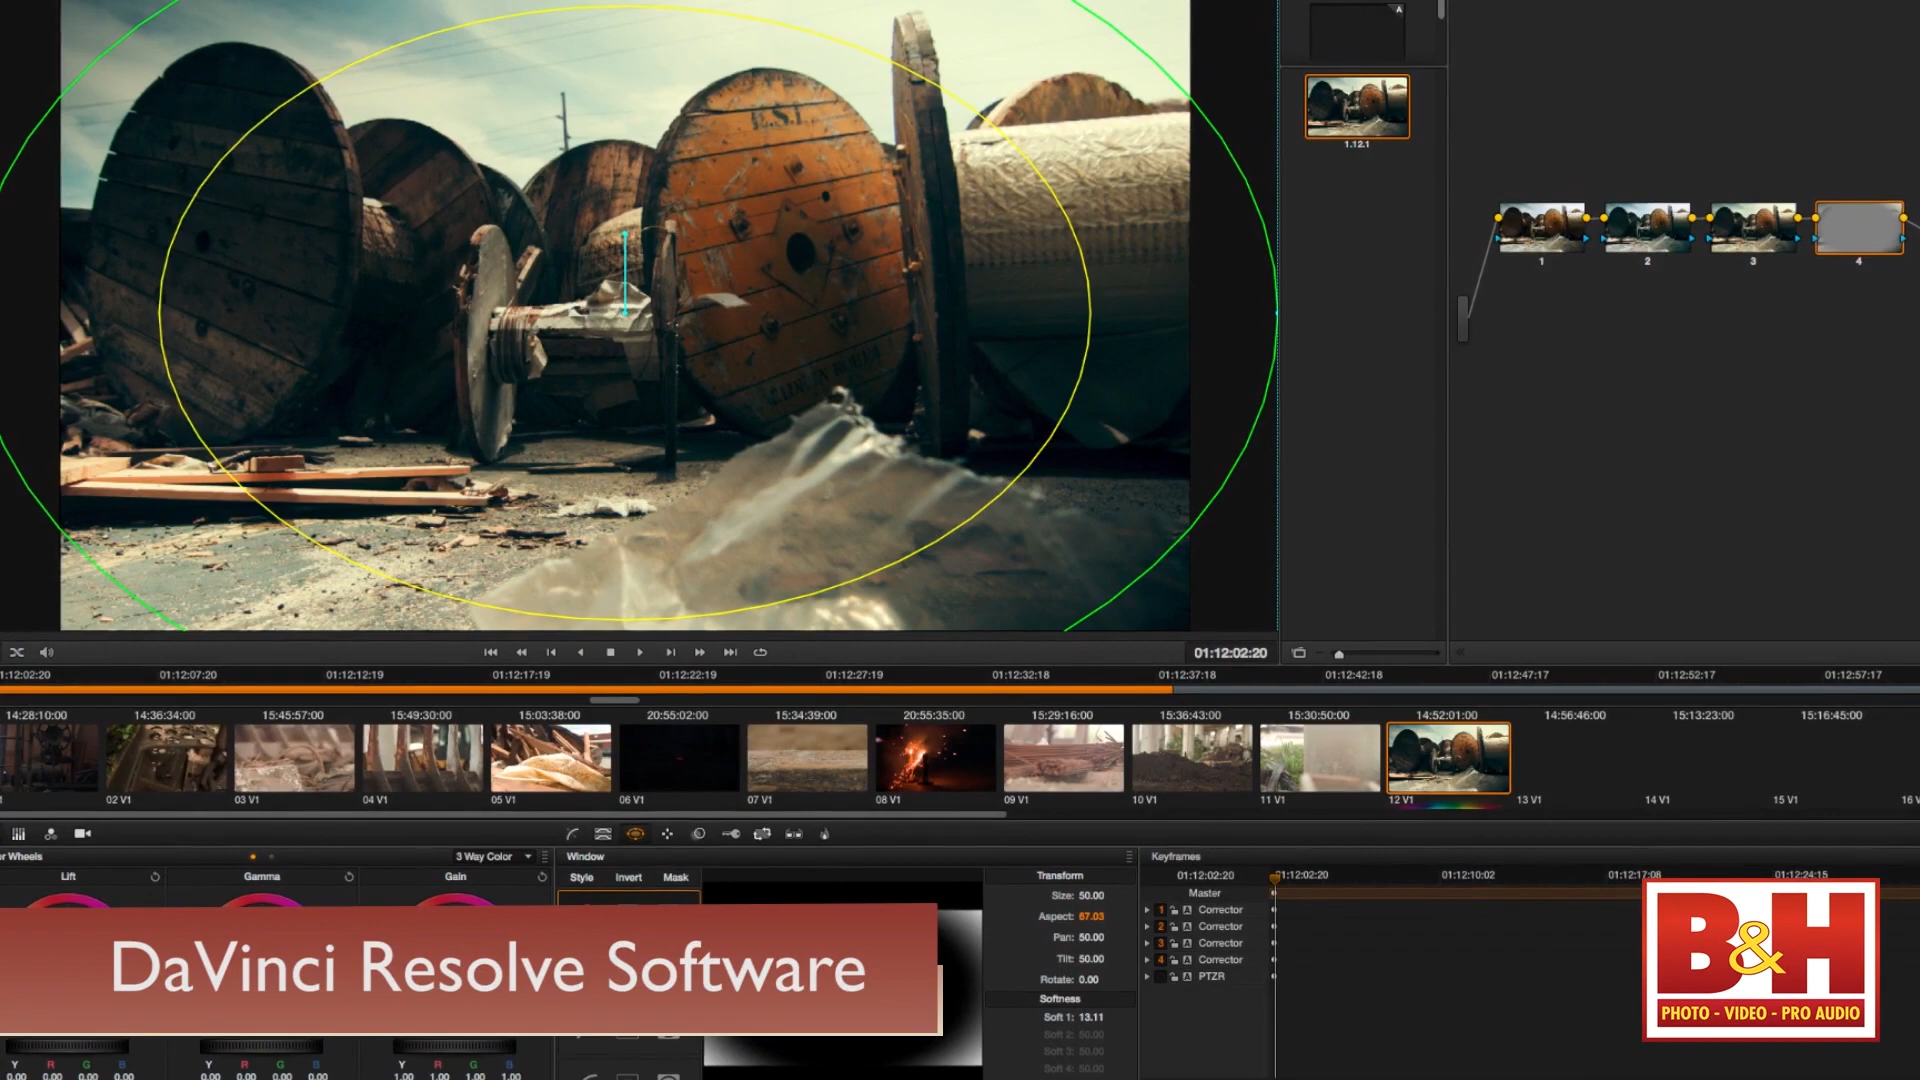 A
1.12.1
1
2
3
4
01:12:02:20
1:12:02:20
01:12:07:20
01:12:12:19
01:12:17:19
01:12:22:19
01:12:27:19
01:12:32:18
01:12:37:18
01:12:42:18
01:12:47:17
01:12:52:17
01:12:57:17
14:28:10:00
14:36:34:00
15:45:57:00
15:49:30:00
15:03:38:00
20:55:02:00
15:34:39:00
20:55:35:00
15:29:16:00
15:36:43:00
15:30:50:00
14:52:01:00
14:56:46:00
15:13:23:00
15:16:45:00
02 V1
03 V1
04 V1
05 V1
06 V1
07 V1
08 V1
09 V1
10 V1
11 V1
12 V1
13 V1
14 V1
15 V1
16 V
r Wheels
3 Way Color
Lift
Gamma
Gain
Window
Style Invert Mask
Transform
Size: 50.00
Aspect: 67.03
Pan: 50.00
Tilt: 50.00
Rotate: 0.00
Softness
Soft 1: 13.11
Soft 2: 50.00
Soft 3: 50.00
Soft 4: 50.00
Keyframes
01:12:02:20
01:12:02:20
01:12:10:02
01:12:17:08
01:12:24:15
Master
1 Corrector
2 Corrector
3 Corrector
4 Corrector
PTZR
DaVinci Resolve Software
B&H
PHOTO - VIDEO - PRO AUDIO
Y R G B
0.00 0.00 0.00 0.00
Y R G B
0.00 0.00 0.00 0.00
Y R G B
1.00 1.00 1.00 1.00